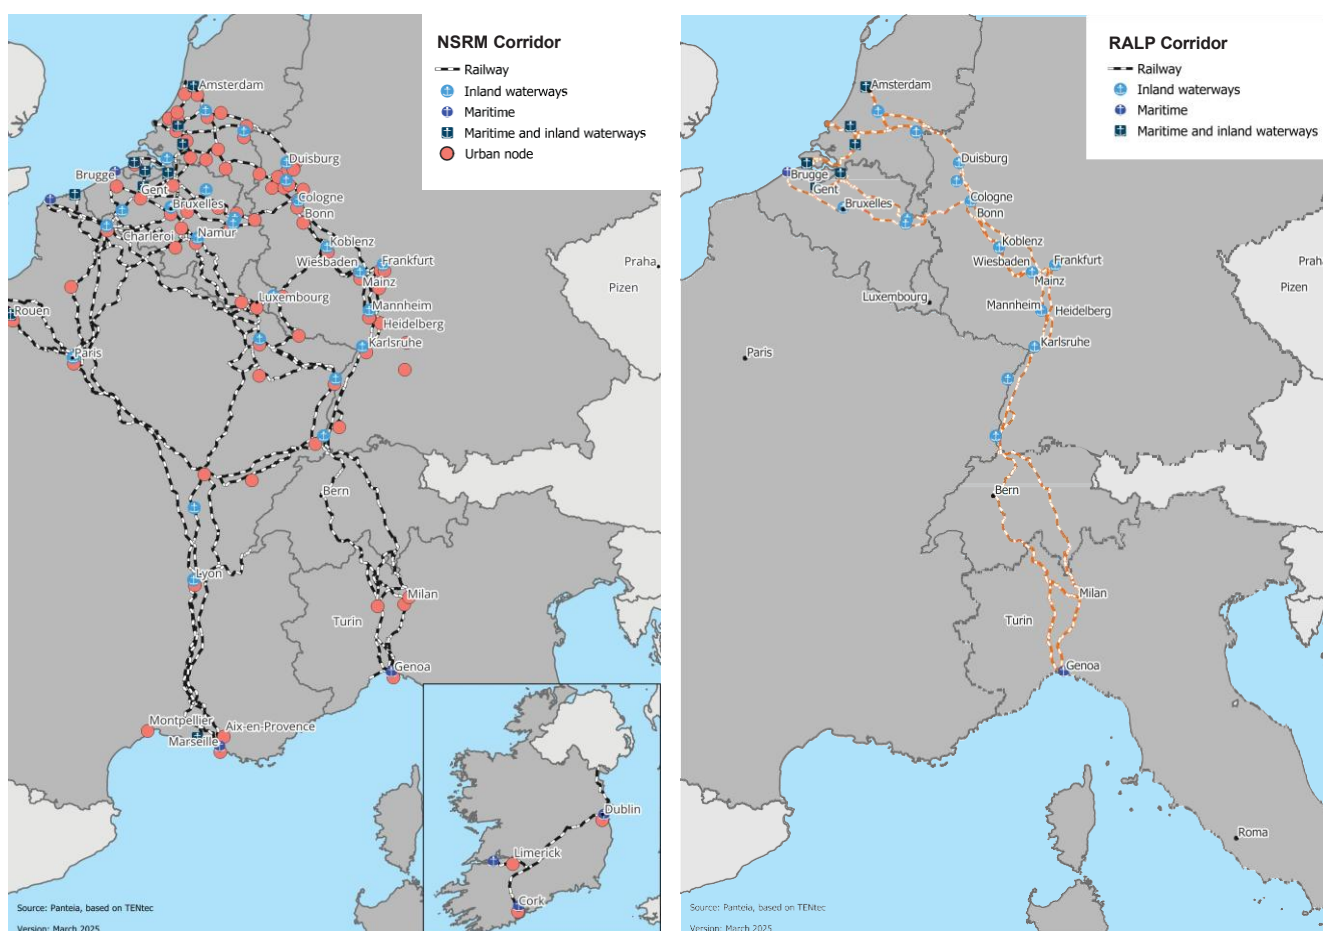 NSRM Corridor
Railway
Inland waterways
Maritime
Maritime and inland waterways
Urban node
Amsterdam
Duisburg
Brugge
Gent
Cologne
Bruxelles
Bonn
Charleroi
Namur
Koblenz
Wiesbaden
Frankfurt
Praha
Mainz
Pizen
Luxembourg
Mannheim
Rouen
Heidelberg
Karlsruhe
Paris
Bern
Lyon
Milan
Turin
Genoa
Montpellier
Aix-en-Provence
Marseille
Dublin
Limerick
Cork
Source: Panteia, based on TENtec
Version: March 2025
RALP Corridor
Railway
Inland waterways
Maritime
Maritime and inland waterways
Amsterdam
Duisburg
Brugge
Gent
Cologne
Bruxelles
Bonn
Koblenz
Wiesbaden
Frankfurt
Prah
Mainz
Pizen
Luxembourg
Mannheim
Heidelberg
Karlsruhe
Paris
Bern
Milan
Turin
Genoa
Roma
Source: Panteia, based on TENtec
Version: March 2025